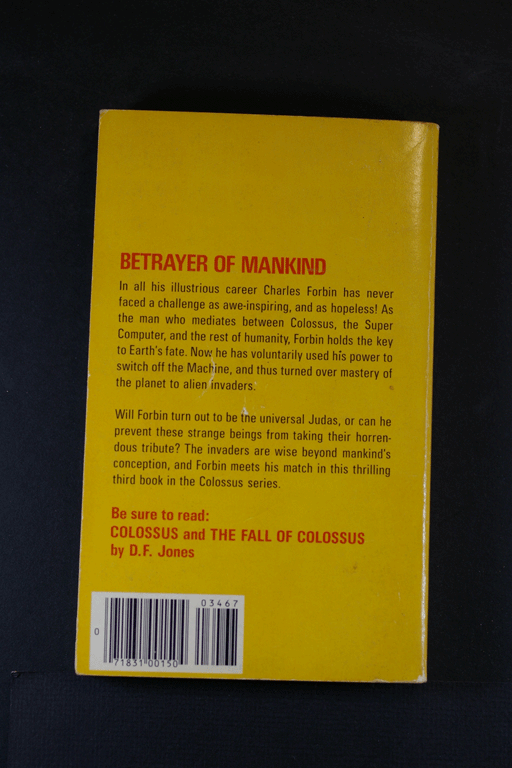 BETRAYER OF MANKIND
In all his illustrious career Charles Forbin has never
faced a challenge as awe-inspiring, and as hopeless! As
the man who mediates between Colossus, the Super
Computer, and the rest of humanity, Forbin holds the key
to Earth's fate. Now he has voluntarily used his power to
switch off the Machine, and thus turned over mastery of
the planet to alien invaders.
Will Forbin turn out to be the universal Judas, or can he
prevent these strange beings from taking their horren-
dous tribute? The invaders are wise beyond mankind's
conception, and Forbin meets his match in this thrilling
third book in the Colossus series.
Be sure to read:
COLOSSUS and THE FALL OF COLOSSUS
by D.F. Jones
03467
0
71831 00150